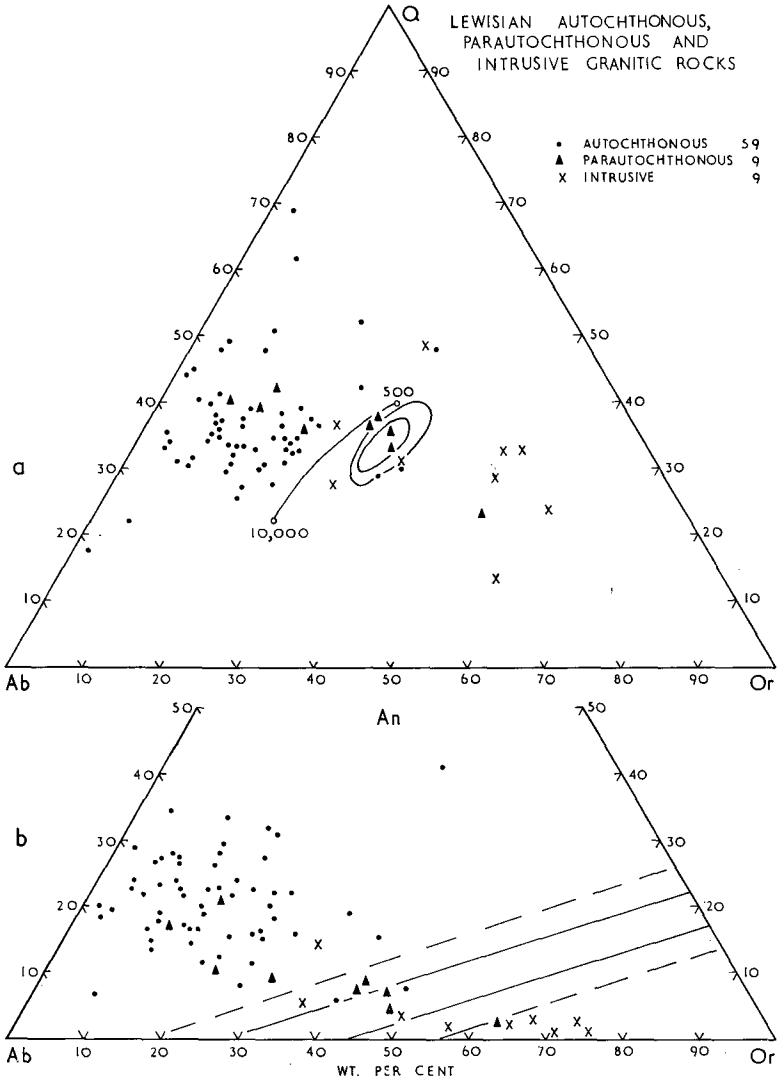 Q
LEWISIAN AUTOCHTHONOUS,
PARAUTOCHTHONOUS AND
INTRUSIVE GRANITIC ROCKS
90 90
80 80
• AUTOCHTHONOUS 59
▲ PARAUTOCHTHONOUS 9
x INTRUSIVE 9
70 70
60 60
50 50
40 500 40
a 30 30
20 10,000 20
10 10
Ab 10 20 30 40 50 60 70 80 90 Or
50 An 50
40 40
b 30 30
20 20
10 10
Ab 10 20 30 40 50 60 70 80 90 Or
WT. PER CENT